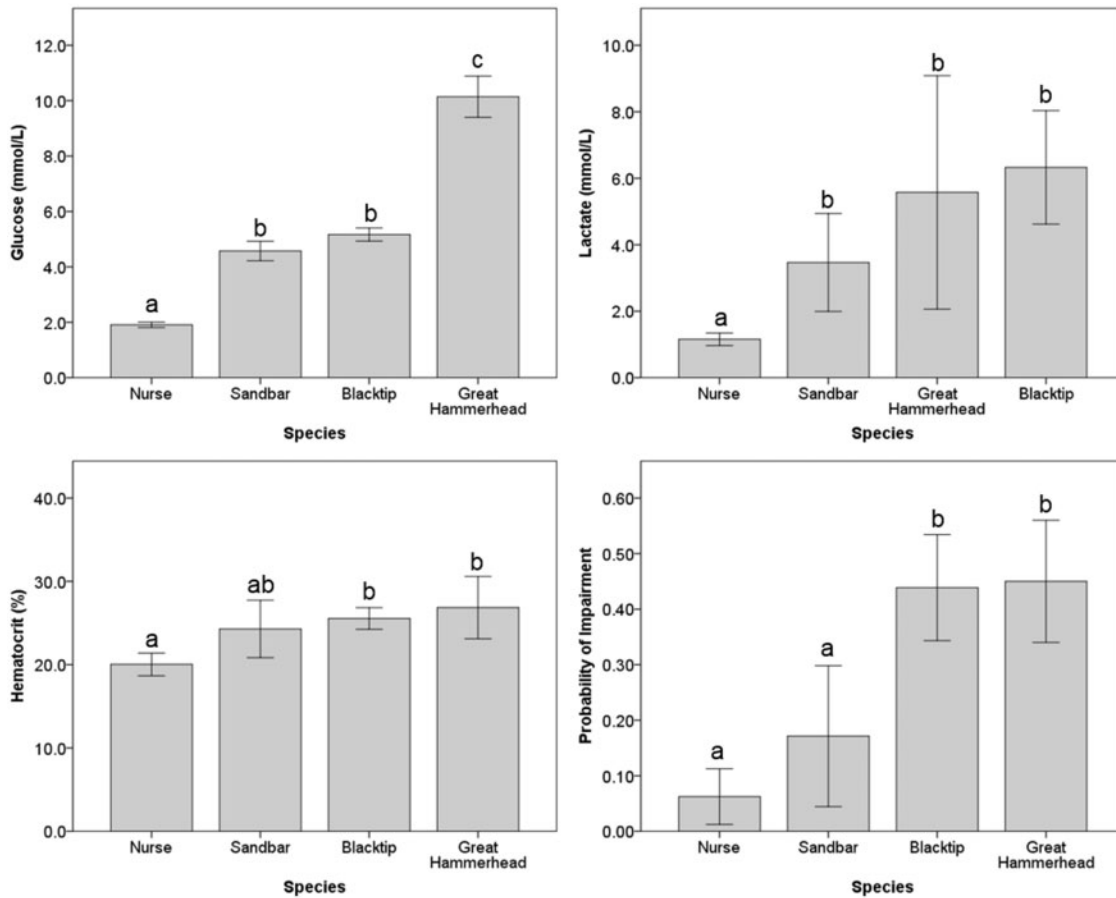 Glucose (mmol/L)
12.0
10.0
8.0
6.0
4.0
2.0
0.0
a
b
b
c
Nurse
Sandbar
Blacktip
Great
Hammerhead
Species
Lactate (mmol/L)
10.0
8.0
6.0
4.0
2.0
0.0
a
b
b
b
Nurse
Sandbar
Great
Hammerhead
Blacktip
Species
Hematocrit (%)
40.0
30.0
20.0
10.0
0.0
a
ab
b
b
Nurse
Sandbar
Blacktip
Great
Hammerhead
Species
Probability of Impairment
0.60
0.50
0.40
0.30
0.20
0.10
0.00
a
a
b
b
Nurse
Sandbar
Blacktip
Great
Hammerhead
Species